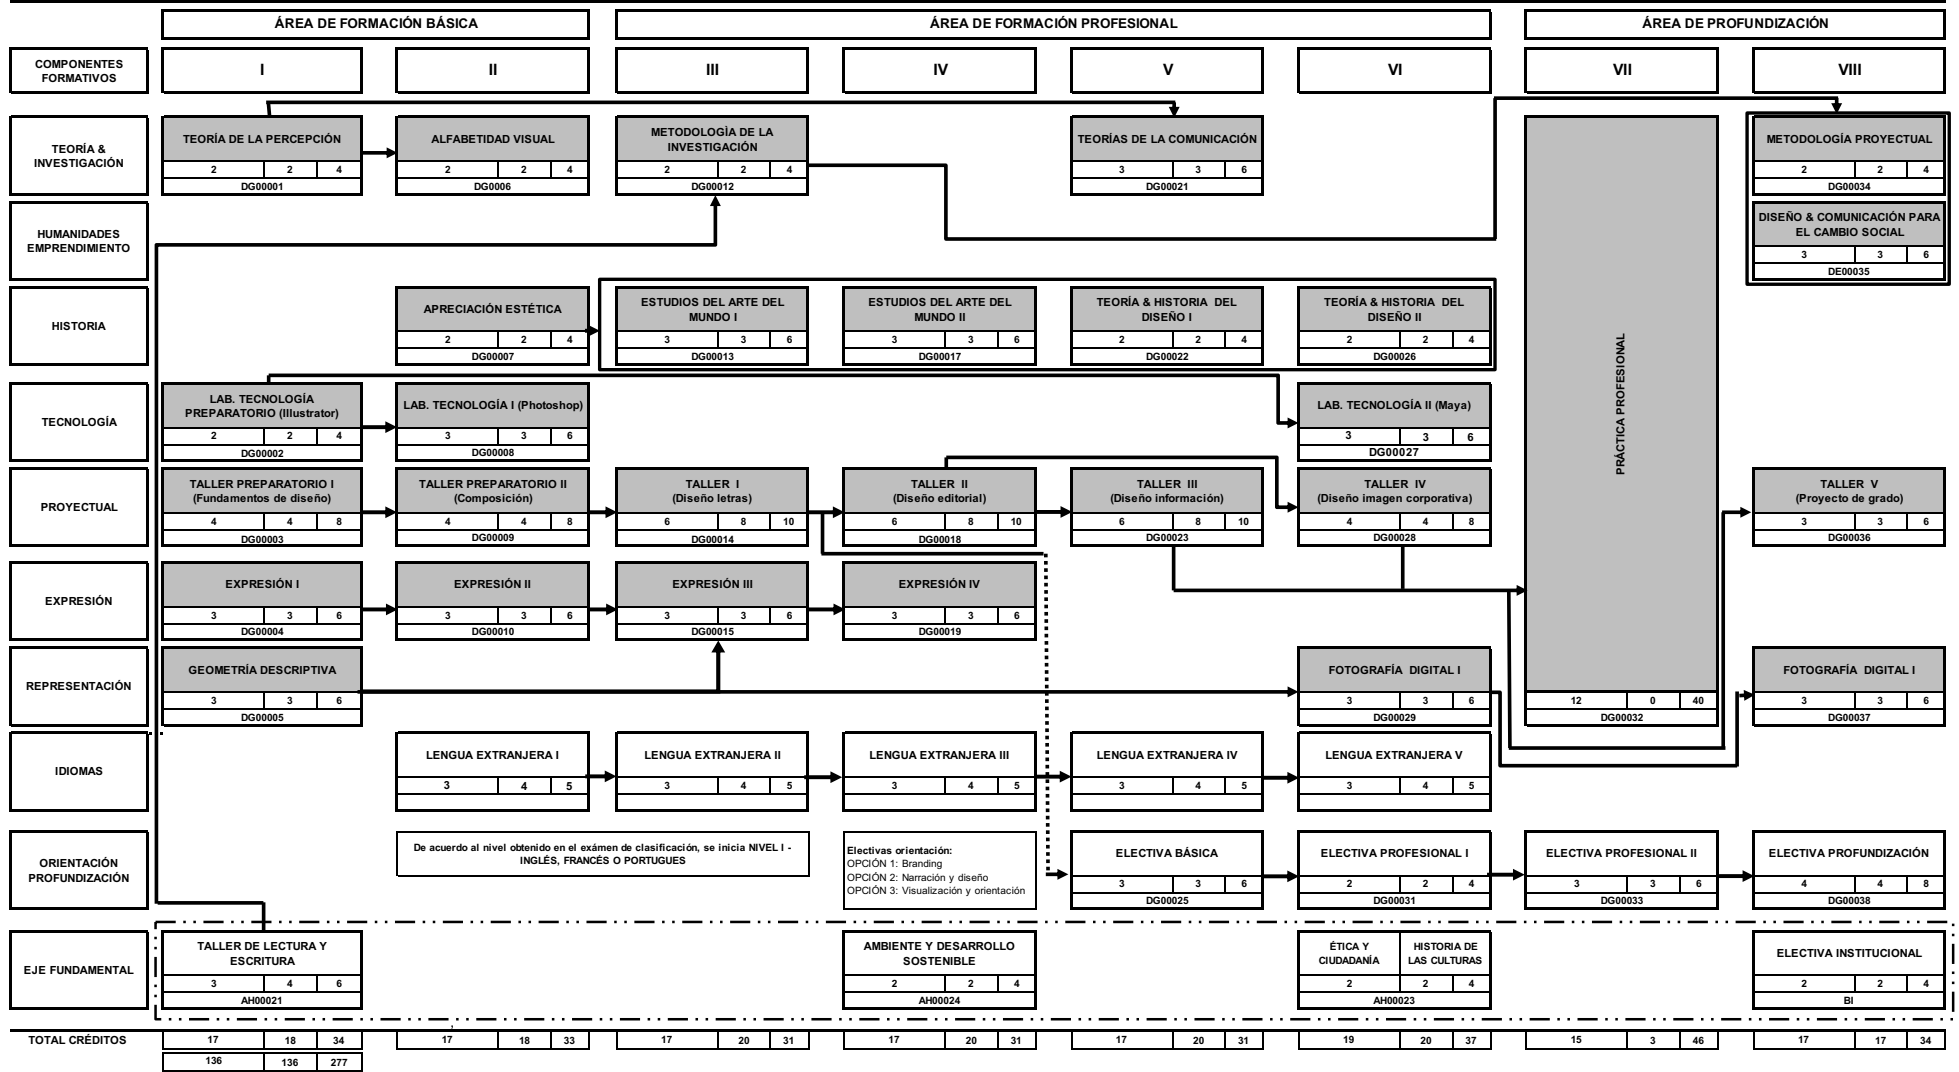 ÁREA DE FORMACIÓN BÁSICA
ÁREA DE FORMACIÓN PROFESIONAL
ÁREA DE PROFUNDIZACIÓN
COMPONENTES
FORMATIVOS
I
II
III
IV
V
VI
VII
VIII
TEORÍA &
INVESTIGACIÓN
TEORÍA DE LA PERCEPCIÓN
2 2 4
DG00001
ALFABETIDAD VISUAL
2 2 4
DG0006
METODOLOGÌA DE LA
INVESTIGACIÓN
2 2 4
DG00012
TEORÍAS DE LA COMUNICACIÓN
3 3 6
DG00021
METODOLOGÍA PROYECTUAL
2 2 4
DG00034
HUMANIDADES
EMPRENDIMIENTO
DISEÑO & COMUNICACIÓN PARA
EL CAMBIO SOCIAL
3 3 6
DE00035
HISTORIA
APRECIACIÓN ESTÉTICA
2 2 4
DG00007
ESTUDIOS DEL ARTE DEL
MUNDO I
3 3 6
DG00013
ESTUDIOS DEL ARTE DEL
MUNDO II
3 3 6
DG00017
TEORÍA & HISTORIA DEL
DISEÑO I
2 2 4
DG00022
TEORÍA & HISTORIA DEL
DISEÑO II
2 2 4
DG00026
PRÁCTICA PROFESIONAL
12 0 40
DG00032
TECNOLOGÍA
LAB. TECNOLOGÍA
PREPARATORIO (Illustrator)
2 2 4
DG00002
LAB. TECNOLOGÍA I (Photoshop)
3 3 6
DG00008
LAB. TECNOLOGÍA II (Maya)
3 3 6
DG00027
PROYECTUAL
TALLER PREPARATORIO I
(Fundamentos de diseño)
4 4 8
DG00003
TALLER PREPARATORIO II
(Composición)
4 4 8
DG00009
TALLER I
(Diseño letras)
6 8 10
DG00014
TALLER II
(Diseño editorial)
6 8 10
DG00018
TALLER III
(Diseño información)
6 8 10
DG00023
TALLER IV
(Diseño imagen corporativa)
4 4 8
DG00028
TALLER V
(Proyecto de grado)
3 3 6
DG00036
EXPRESIÓN
EXPRESIÓN I
3 3 6
DG00004
EXPRESIÓN II
3 3 6
DG00010
EXPRESIÓN III
3 3 6
DG00015
EXPRESIÓN IV
3 3 6
DG00019
REPRESENTACIÓN
GEOMETRÍA DESCRIPTIVA
3 3 6
DG00005
FOTOGRAFÍA DIGITAL I
3 3 6
DG00029
FOTOGRAFÍA DIGITAL I
3 3 6
DG00037
IDIOMAS
LENGUA EXTRANJERA I
3 4 5
LENGUA EXTRANJERA II
3 4 5
LENGUA EXTRANJERA III
3 4 5
LENGUA EXTRANJERA IV
3 4 5
LENGUA EXTRANJERA V
3 4 5
ORIENTACIÓN
PROFUNDIZACIÓN
De acuerdo al nivel obtenido en el exámen de clasificación, se inicia NIVEL I -
INGLÉS, FRANCÉS O PORTUGUES
Electivas orientación:
OPCIÓN 1: Branding
OPCIÓN 2: Narración y diseño
OPCIÓN 3: Visualización y orientación
ELECTIVA BÁSICA
3 3 6
DG00025
ELECTIVA PROFESIONAL I
2 2 4
DG00031
ELECTIVA PROFESIONAL II
3 3 6
DG00033
ELECTIVA PROFUNDIZACIÓN
4 4 8
DG00038
EJE FUNDAMENTAL
TALLER DE LECTURA Y
ESCRITURA
3 4 6
AH00021
AMBIENTE Y DESARROLLO
SOSTENIBLE
2 2 4
AH00024
ÉTICA Y
CIUDADANÍA
HISTORIA DE
LAS CULTURAS
2 2 4
AH00023
ELECTIVA INSTITUCIONAL
2 2 4
BI
TOTAL CRÉDITOS
17 18 34
17 18 33
17 20 31
17 20 31
17 20 31
19 20 37
15 3 46
17 17 34
136 136 277